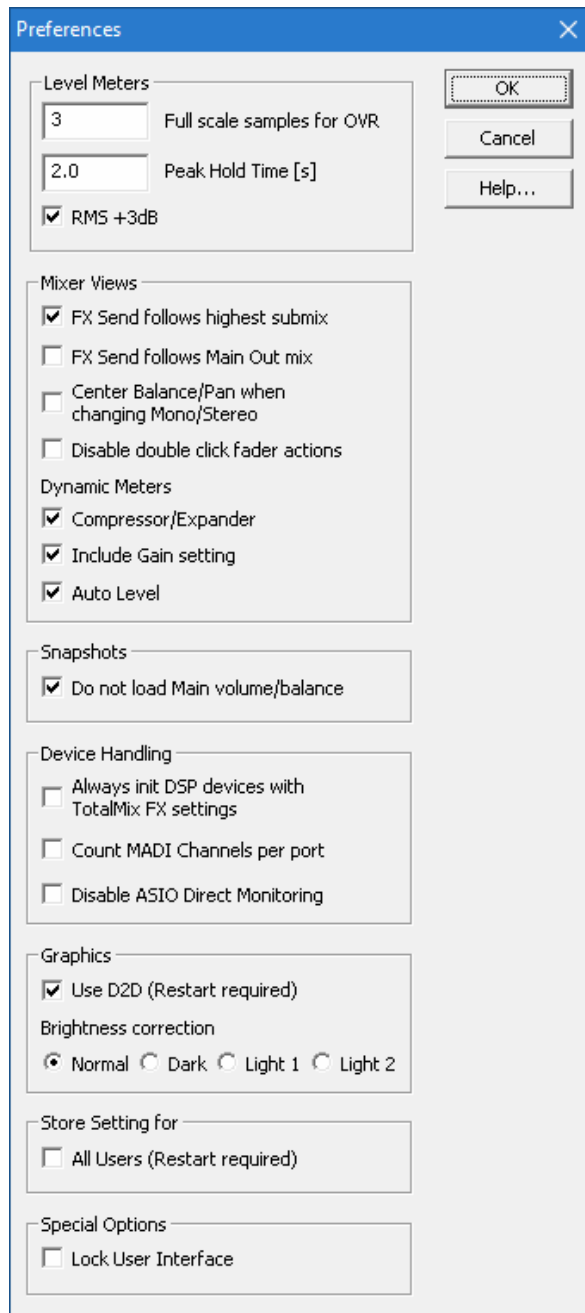 Preferences
Level Meters
3 Full scale samples for OVR
2.0 Peak Hold Time [s]
RMS +3dB
OK
Cancel
Help...
Mixer Views
FX Send follows highest submix
FX Send follows Main Out mix
Center Balance/Pan when
changing Mono/Stereo
Disable double click fader actions
Dynamic Meters
Compressor/Expander
Include Gain setting
Auto Level
Snapshots
Do not load Main volume/balance
Device Handling
Always init DSP devices with
TotalMix FX settings
Count MADI Channels per port
Disable ASIO Direct Monitoring
Graphics
Use D2D (Restart required)
Brightness correction
Normal Dark Light 1 Light 2
Store Setting for
All Users (Restart required)
Special Options
Lock User Interface